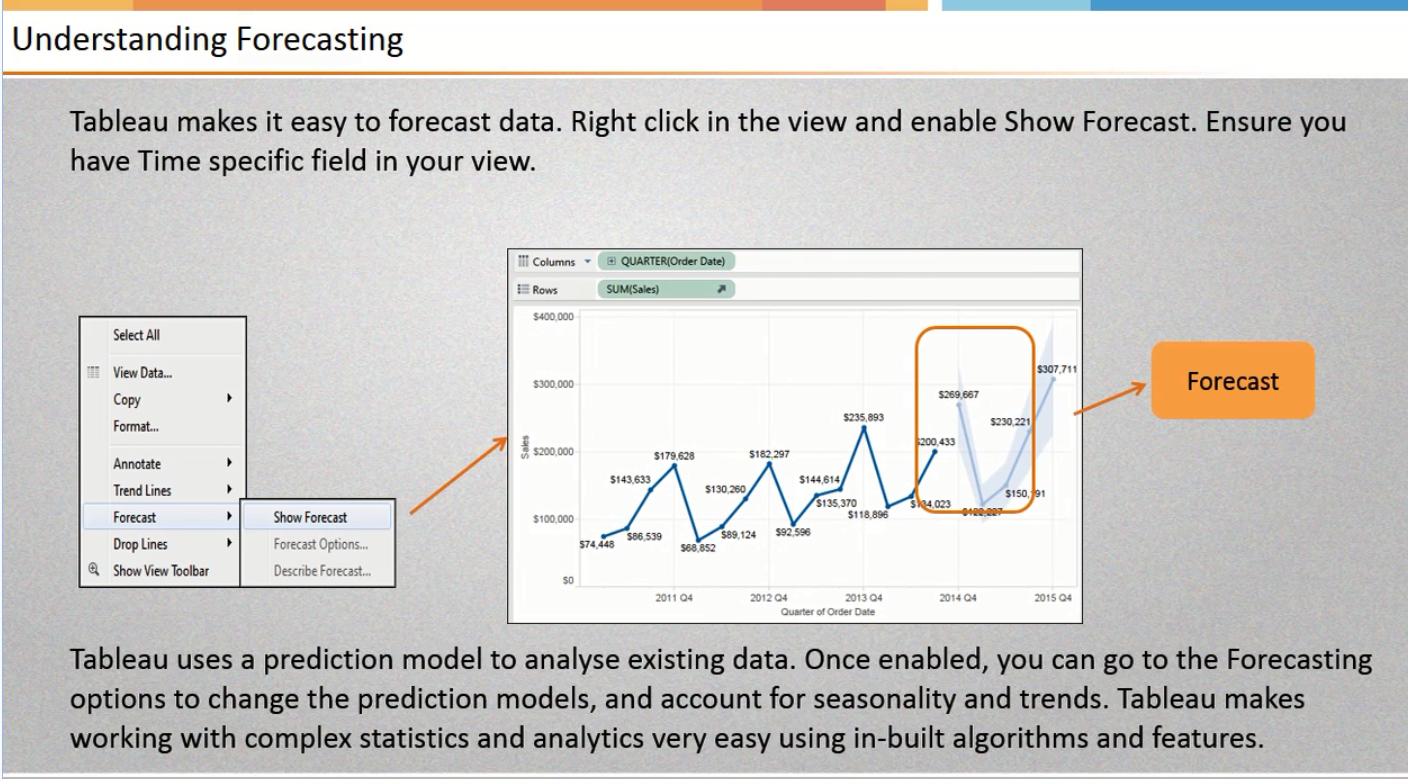 Understanding Forecasting
Tableau makes it easy to forecast data. Right click in the view and enable Show Forecast. Ensure you
have Time specific field in your view.
Select All
View Data...
Copy
Format...
Annotate
Trend Lines
Forecast
Drop Lines
Show View Toolbar
Show Forecast
Forecast Options...
Describe Forecast...
Columns QUARTER(Order Date)
Rows SUM(Sales)
Sales
$400,000
$300,000
$200,000
$100,000
$0
$74,448
$86,539
$143,633
$179,628
$68,852
$89,124
$130,260
$182,297
$92,596
$135,370
$144,614
$235,893
$118,896
$134,023
$200,433
$269,667
$150,191
$230,221
$307,711
2011 Q4
2012 Q4
2013 Q4
2014 Q4
2015 Q4
Quarter of Order Date
Forecast
Tableau uses a prediction model to analyse existing data. Once enabled, you can go to the Forecasting
options to change the prediction models, and account for seasonality and trends. Tableau makes
working with complex statistics and analytics very easy using in-built algorithms and features.